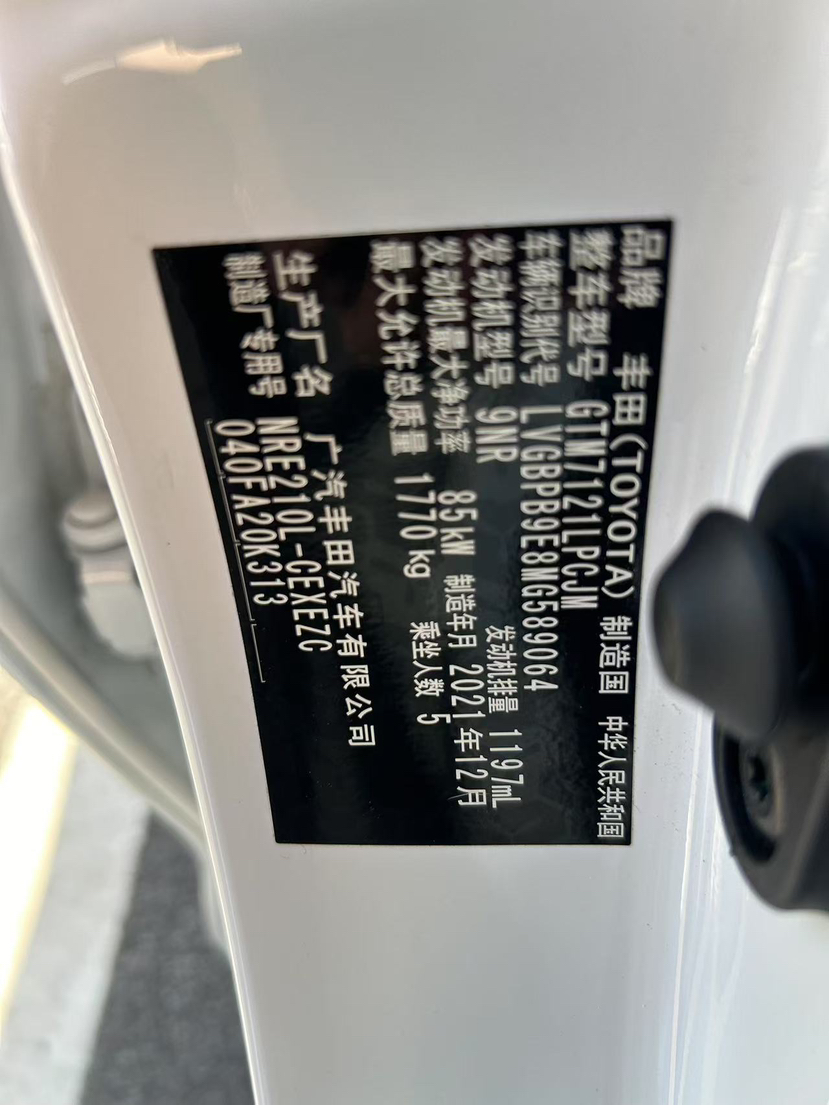 品牌 丰田(TOYOTA) 制造国 中华人民共和国
整车型号 GTM7121LPCJM
车辆识别代号 LVGBPB9E8MG589064
发动机型号 9NR 发动机排量 1197mL
发动机最大净功率 85kW 制造年月 2021年12月
最大允许总质量 1770kg 乘坐人数 5
生产厂名 广汽丰田汽车有限公司
制造厂专用号 NRE210L-CEXEZC
040FA20K313